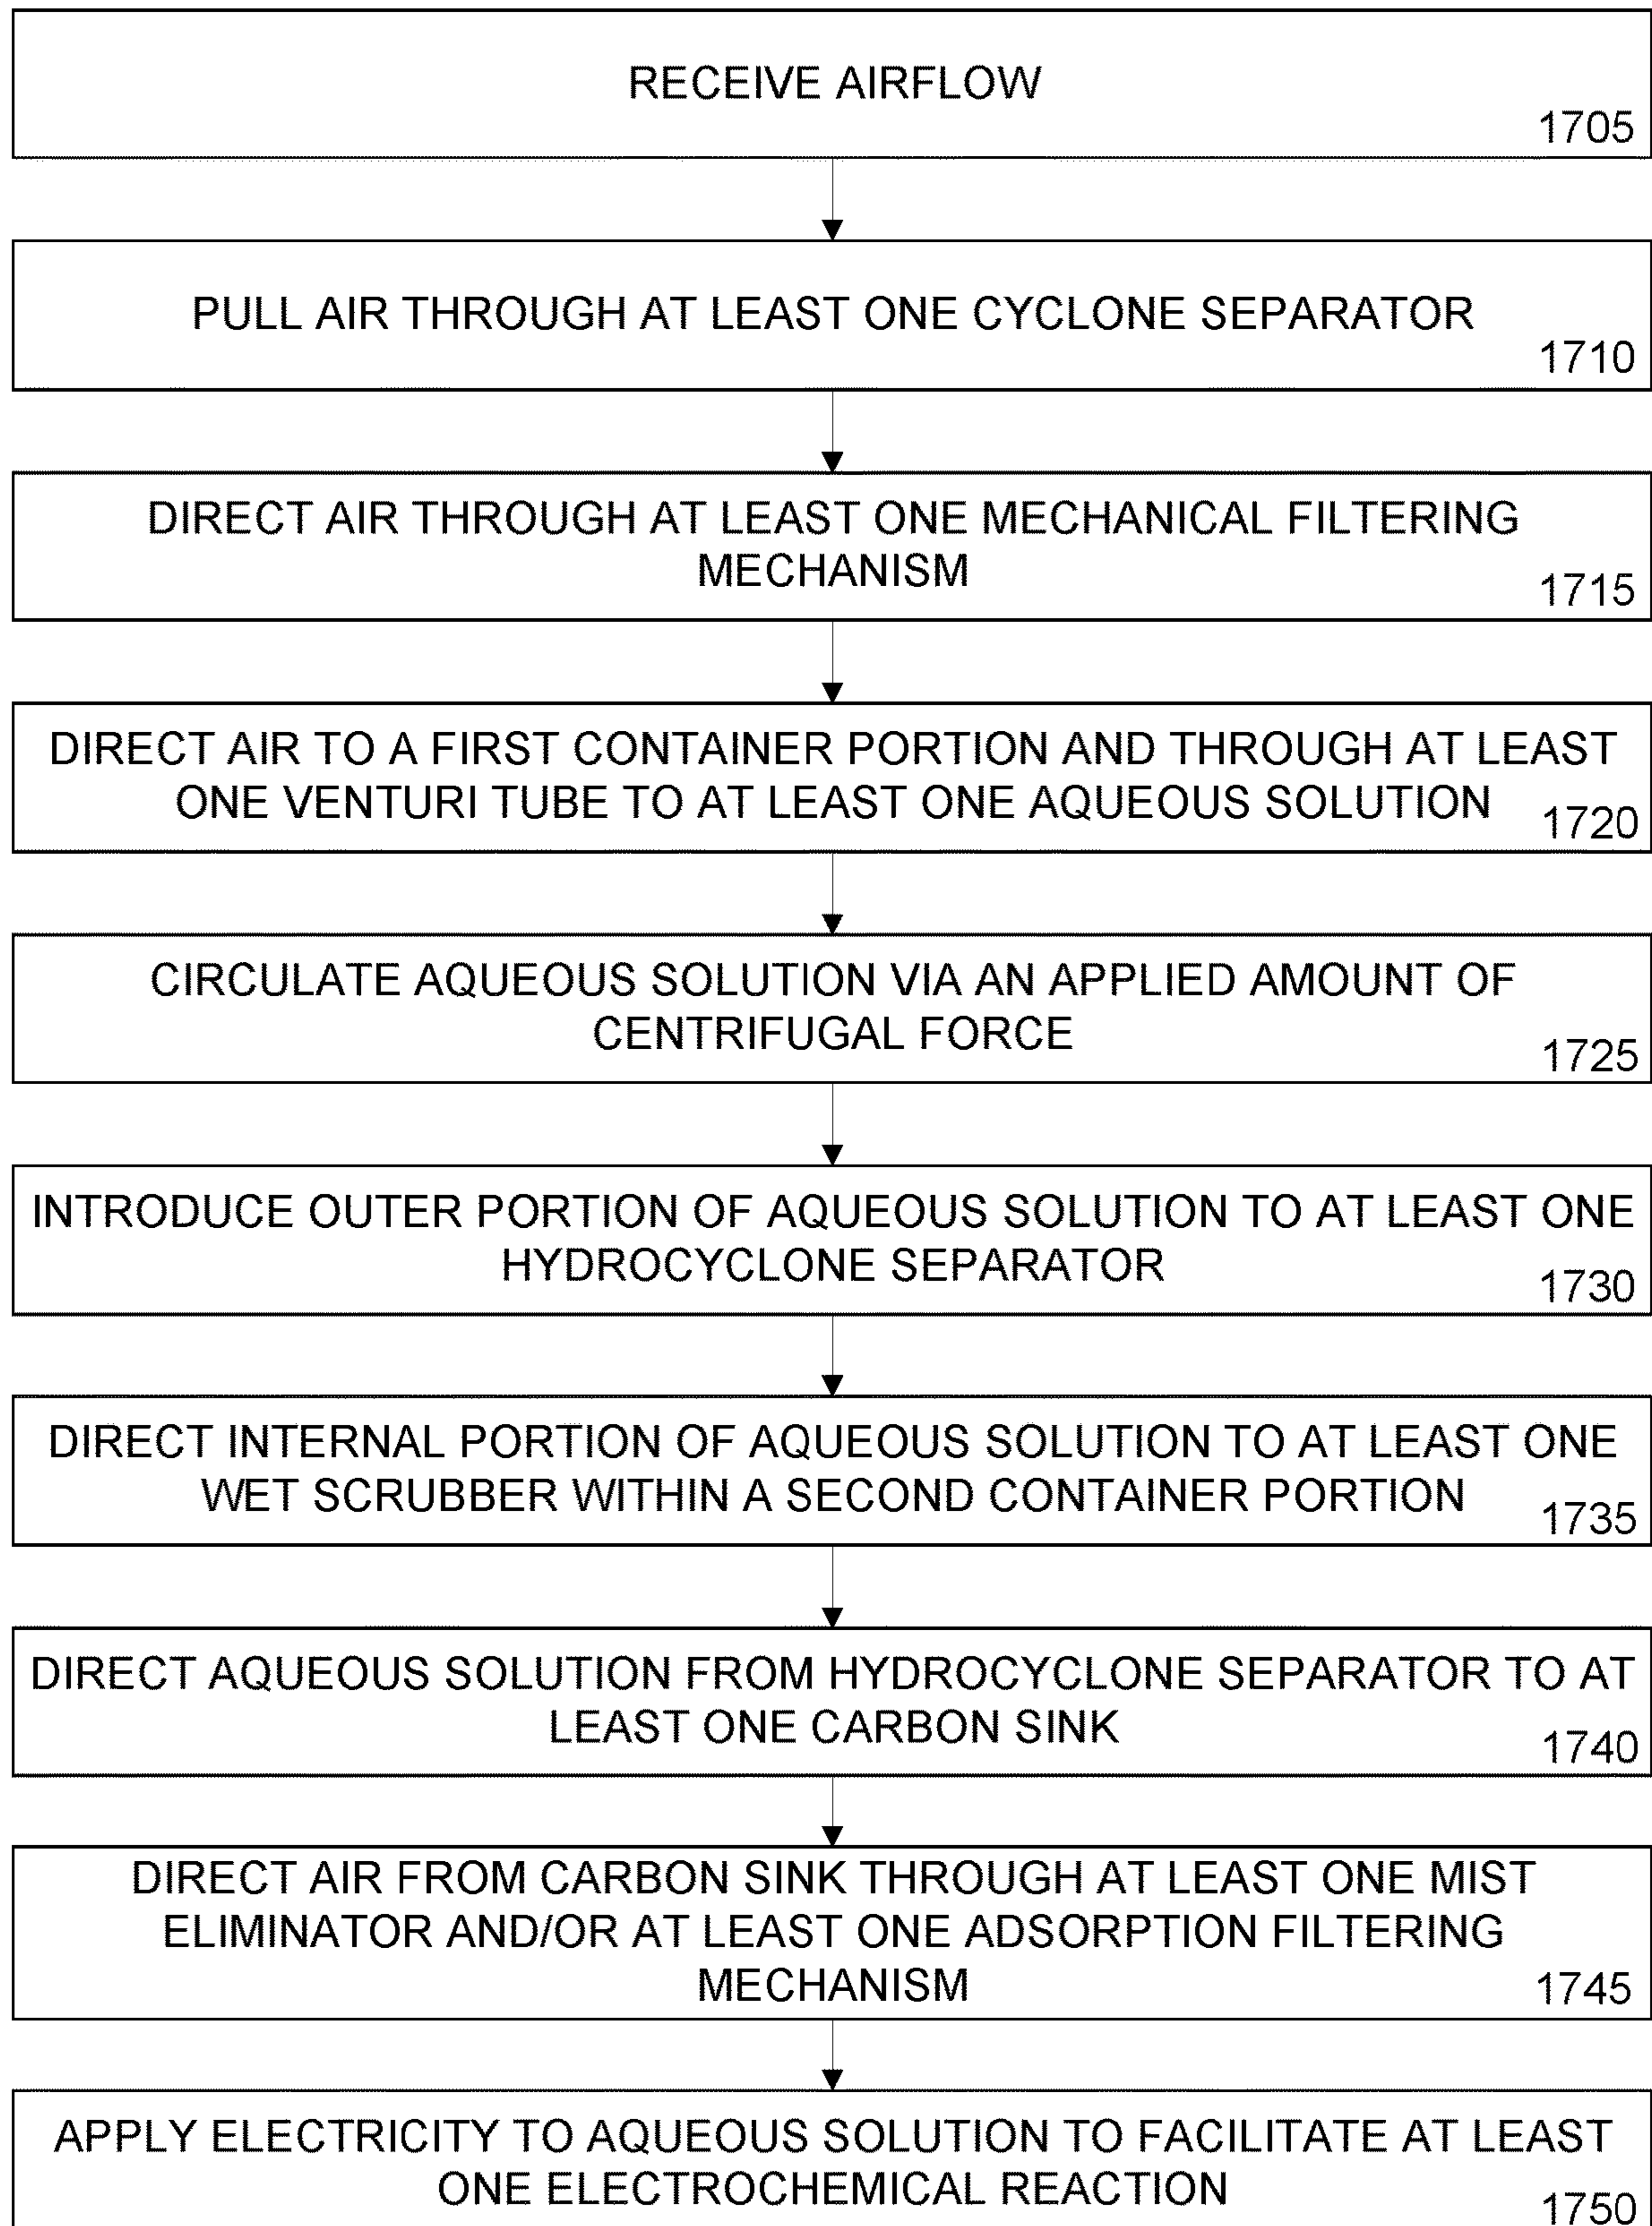 RECEIVE AIRFLOW
1705
PULL AIR THROUGH AT LEAST ONE CYCLONE SEPARATOR
1710
DIRECT AIR THROUGH AT LEAST ONE MECHANICAL FILTERING
MECHANISM
1715
DIRECT AIR TO A FIRST CONTAINER PORTION AND THROUGH AT LEAST
ONE VENTURI TUBE TO AT LEAST ONE AQUEOUS SOLUTION
1720
CIRCULATE AQUEOUS SOLUTION VIA AN APPLIED AMOUNT OF
CENTRIFUGAL FORCE
1725
INTRODUCE OUTER PORTION OF AQUEOUS SOLUTION TO AT LEAST ONE
HYDROCYCLONE SEPARATOR
1730
DIRECT INTERNAL PORTION OF AQUEOUS SOLUTION TO AT LEAST ONE
WET SCRUBBER WITHIN A SECOND CONTAINER PORTION
1735
DIRECT AQUEOUS SOLUTION FROM HYDROCYCLONE SEPARATOR TO AT
LEAST ONE CARBON SINK
1740
DIRECT AIR FROM CARBON SINK THROUGH AT LEAST ONE MIST
ELIMINATOR AND/OR AT LEAST ONE ADSORPTION FILTERING
MECHANISM
1745
APPLY ELECTRICITY TO AQUEOUS SOLUTION TO FACILITATE AT LEAST
ONE ELECTROCHEMICAL REACTION
1750